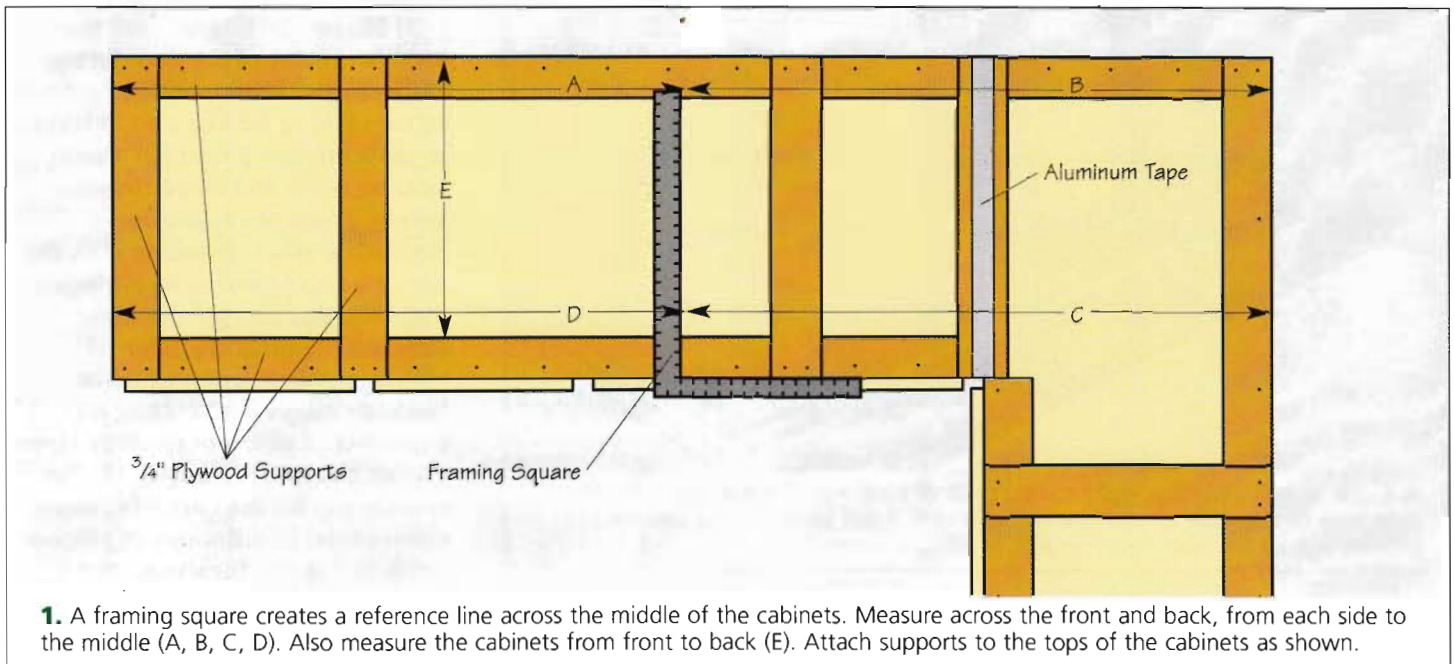 A
B
E
Aluminum Tape
D
C
3/4" Plywood Supports
Framing Square
1. A framing square creates a reference line across the middle of the cabinets. Measure across the front and back, from each side to
the middle (A, B, C, D). Also measure the cabinets from front to back (E). Attach supports to the tops of the cabinets as shown.